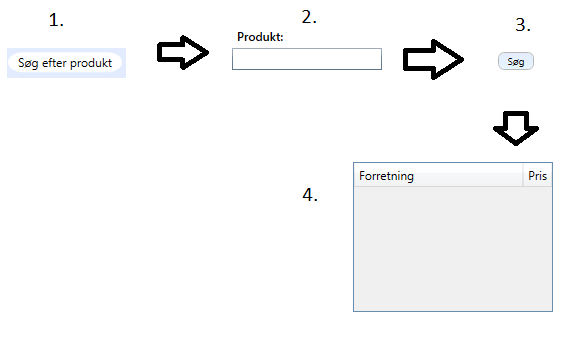 1.
Søg efter produkt
2.
Produkt:
3.
Søg
4.
Forretning Pris